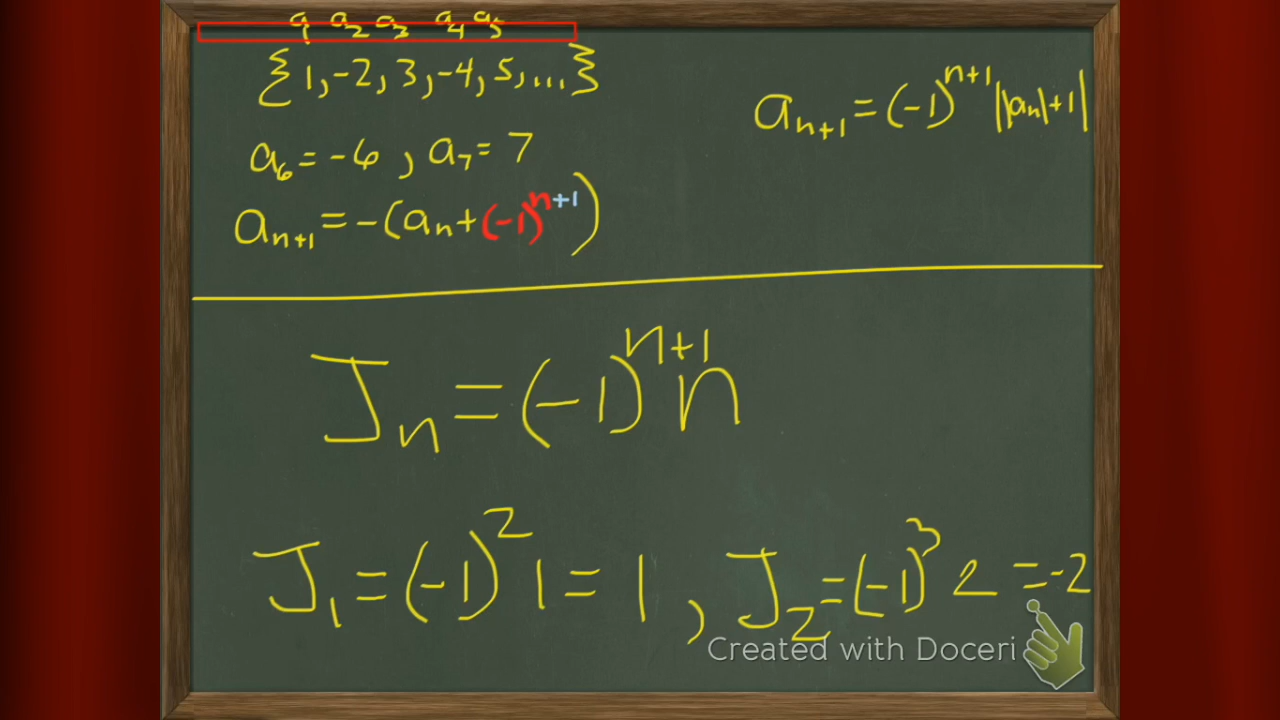 a₁ a₂ a₃ a₄ a₅
{1, -2, 3, -4, 5, ...}
a₆ = -6, a₇ = 7
aₙ₊₁ = -(aₙ + (-1)ⁿ⁺¹)
aₙ₊₁ = (-1)ⁿ⁺¹ ||aₙ|+1|
Jₙ = (-1)ⁿ⁺¹ n
J₁ = (-1)² 1 = 1, J₂ = (-1)³ 2 = -2
Created with Doceri